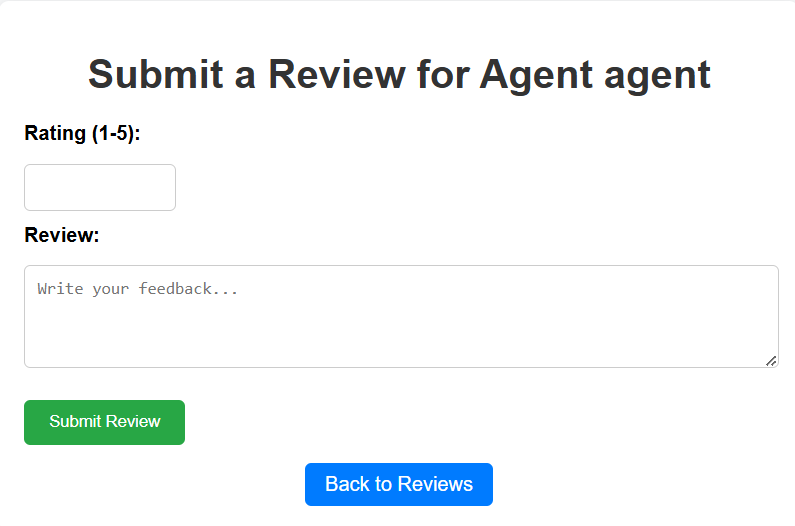 Submit a Review for Agent agent
Rating (1-5):
Review:
Write your feedback...
Submit Review
Back to Reviews